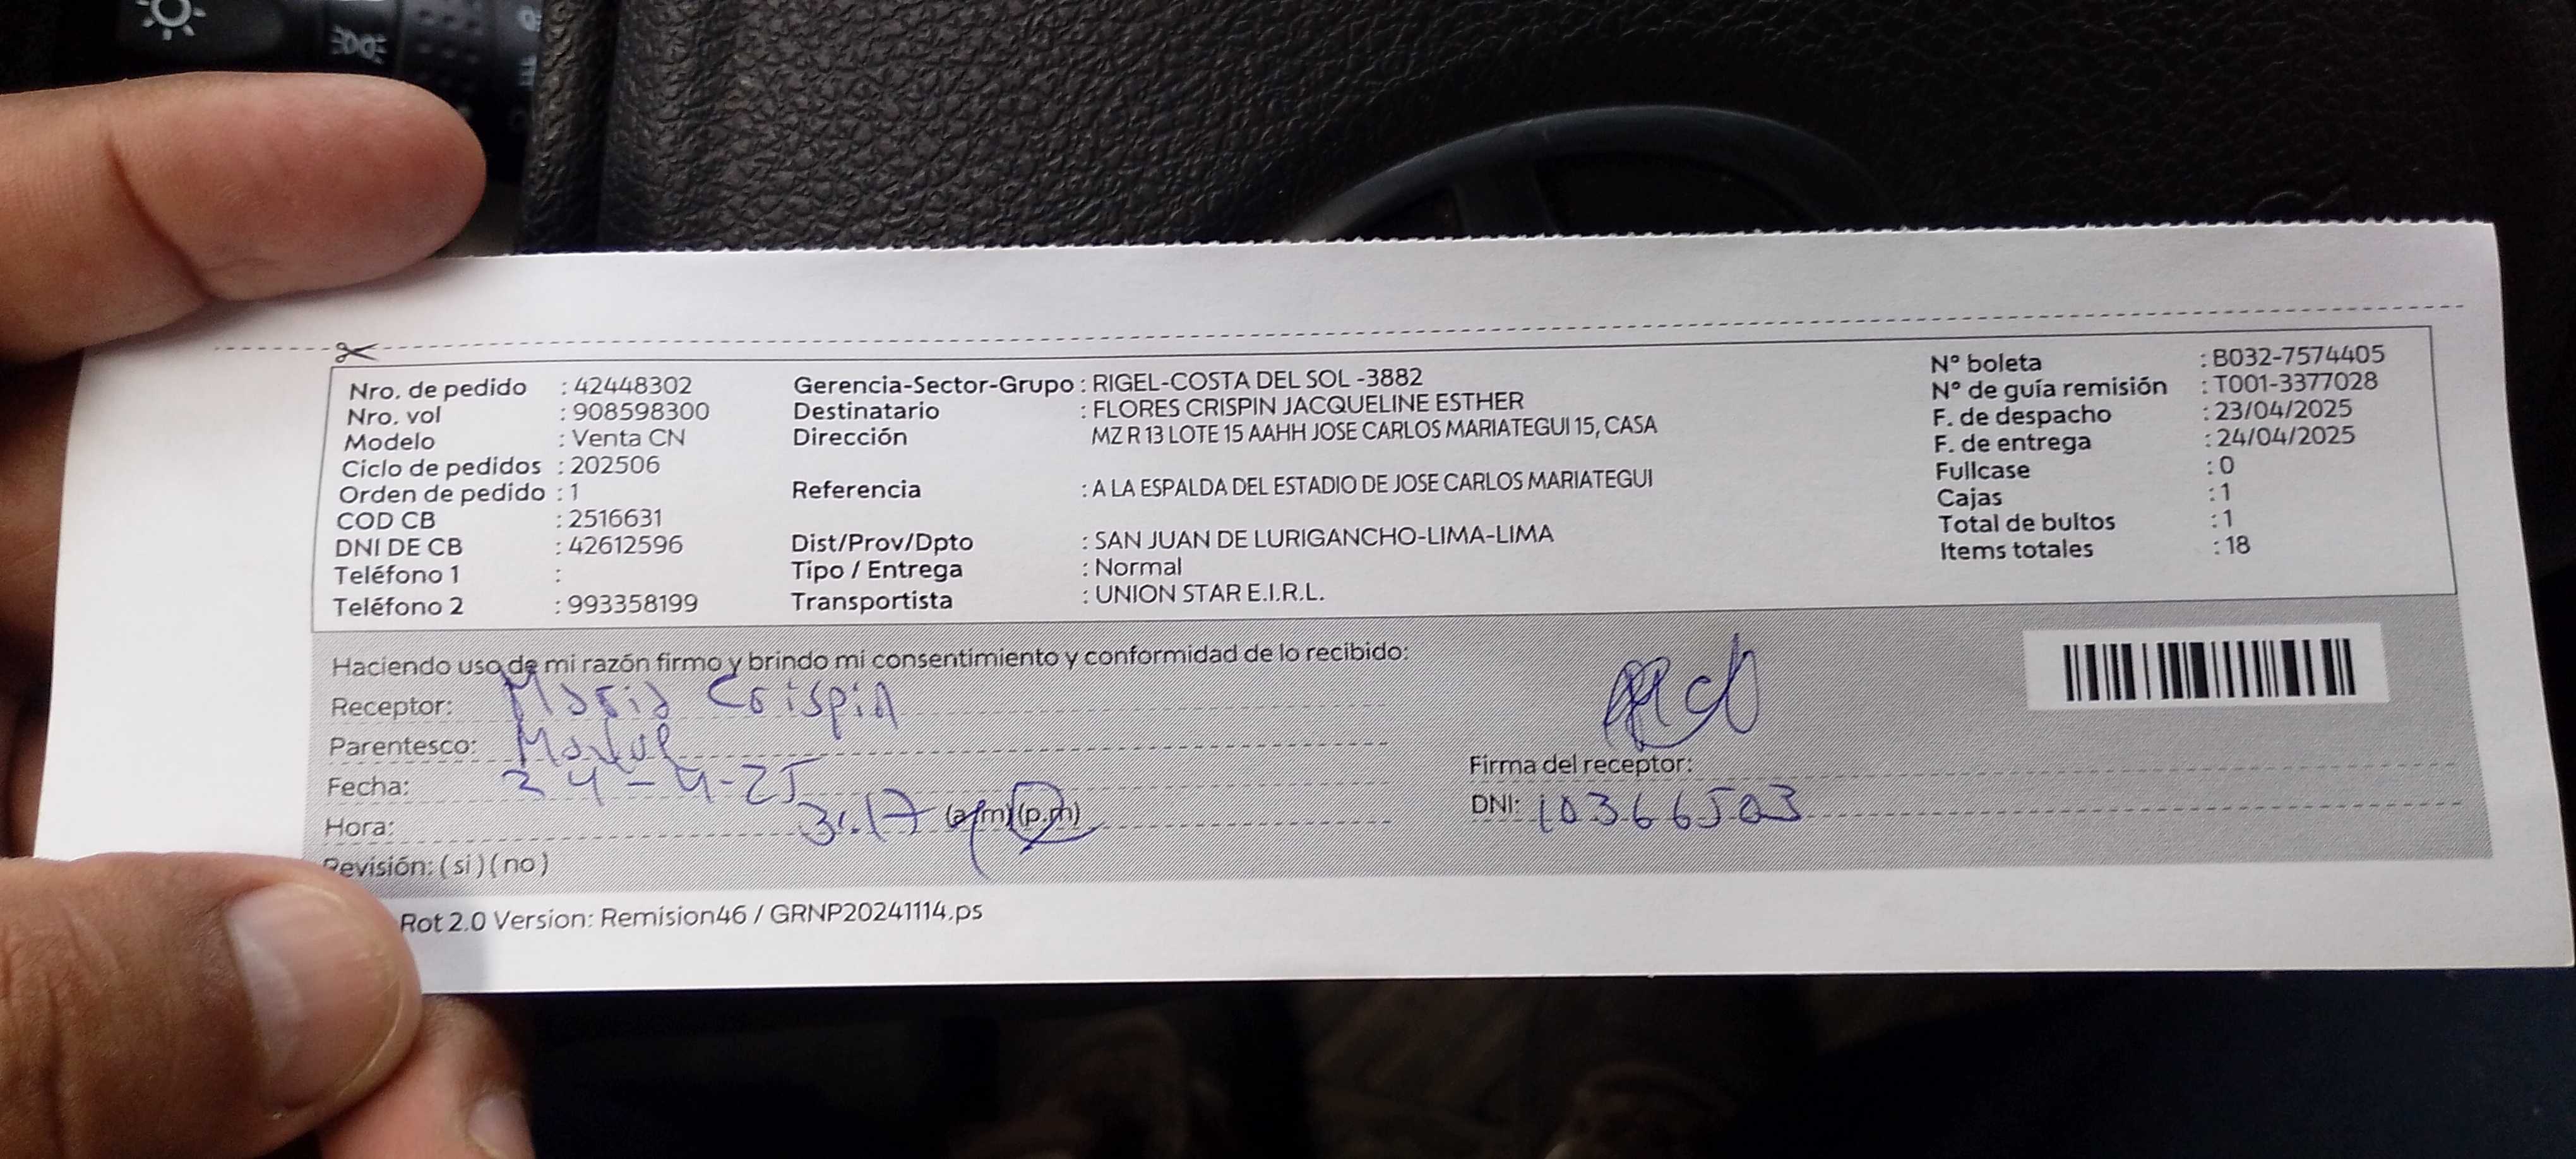 Nro. de pedido : 42448302
Nro. vol : 908598300
Modelo : Venta CN
Ciclo de pedidos : 202506
Orden de pedido : 1
COD CB : 2516631
DNI DE CB : 42612596
Teléfono 1 :
Teléfono 2 : 993358199
Gerencia-Sector-Grupo : RIGEL-COSTA DEL SOL -3882
Destinatario : FLORES CRISPIN JACQUELINE ESTHER
Dirección MZ R 13 LOTE 15 AAHH JOSE CARLOS MARIATEGUI 15, CASA
Referencia : A LA ESPALDA DEL ESTADIO DE JOSE CARLOS MARIATEGUI
Dist/Prov/Dpto : SAN JUAN DE LURIGANCHO-LIMA-LIMA
Tipo / Entrega : Normal
Transportista : UNION STAR E.I.R.L.
N° boleta : B032-7574405
N° de guía remisión : T001-3377028
F. de despacho : 23/04/2025
F. de entrega : 24/04/2025
Fullcase : 0
Cajas : 1
Total de bultos : 1
Items totales : 18
Haciendo uso de mi razón firmo y brindo mi consentimiento y conformidad de lo recibido:
Receptor: Maria Crispin
Parentesco:
Fecha: 24-4-25
Hora: 3:17 (a.m)(p.m)
Revisión: (si) (no)
Firma del receptor:
DNI: 10366503
Rot 2.0 Version: Remision46 / GRNP20241114.ps